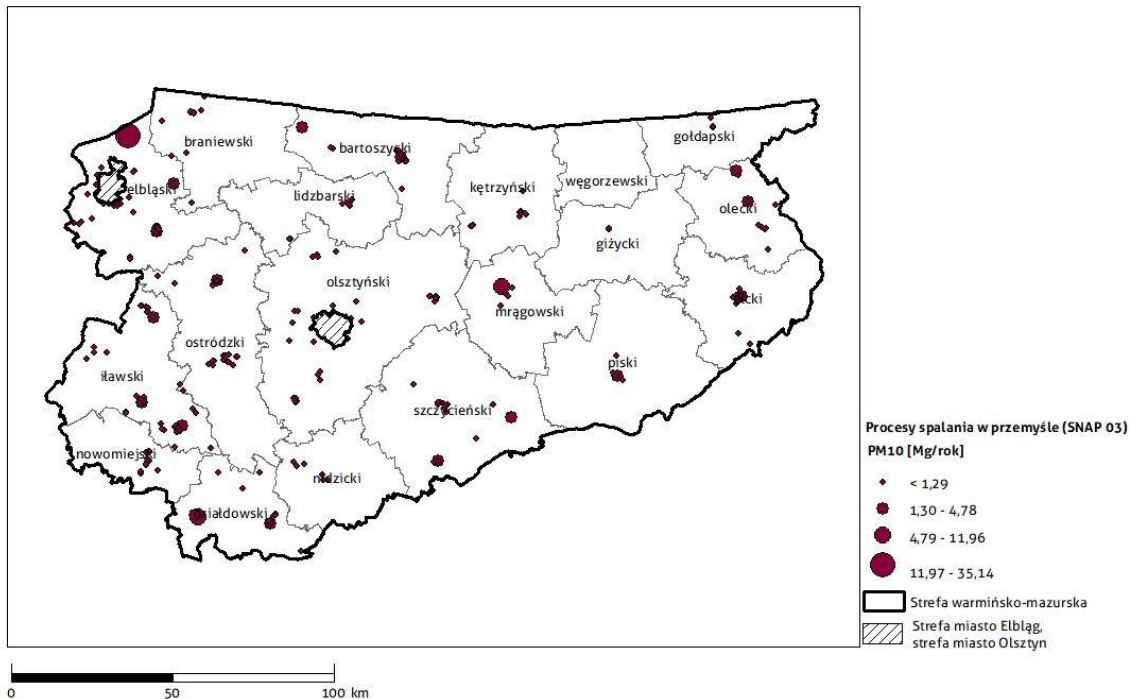 gołdapski
braniewski
bartoszycki
elbląski
kętrzyński
węgorzewski
lidzbarski
olecki
giżycki
olsztyński
ełcki
mrągowski
ostródzki
piski
iławski
szczycieński
nowomiejski
nidzicki
działdowski
Procesy spalania w przemyśle (SNAP 03)
PM10 [Mg/rok]
< 1,29
1,30 - 4,78
4,79 - 11,96
11,97 - 35,14
Strefa warmińsko-mazurska
Strefa miasto Elbląg,
strefa miasto Olsztyn
0 50 100 km